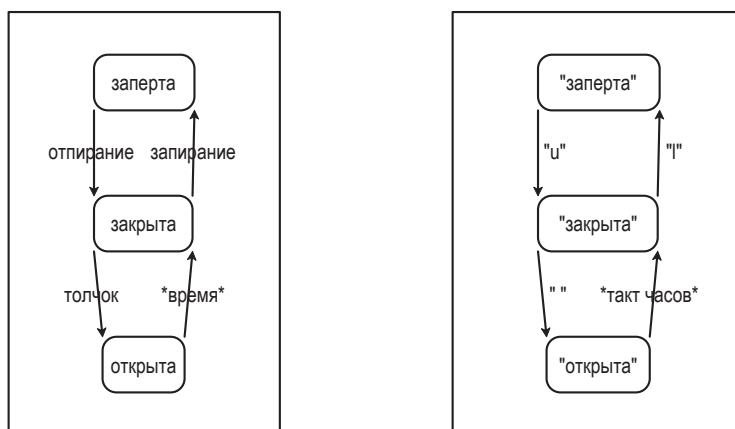 заперта
отпирание запирание
закрыта
толчок *время*
открыта
"заперта"
"u" "l"
"закрыта"
" " *такт часов*
"открыта"